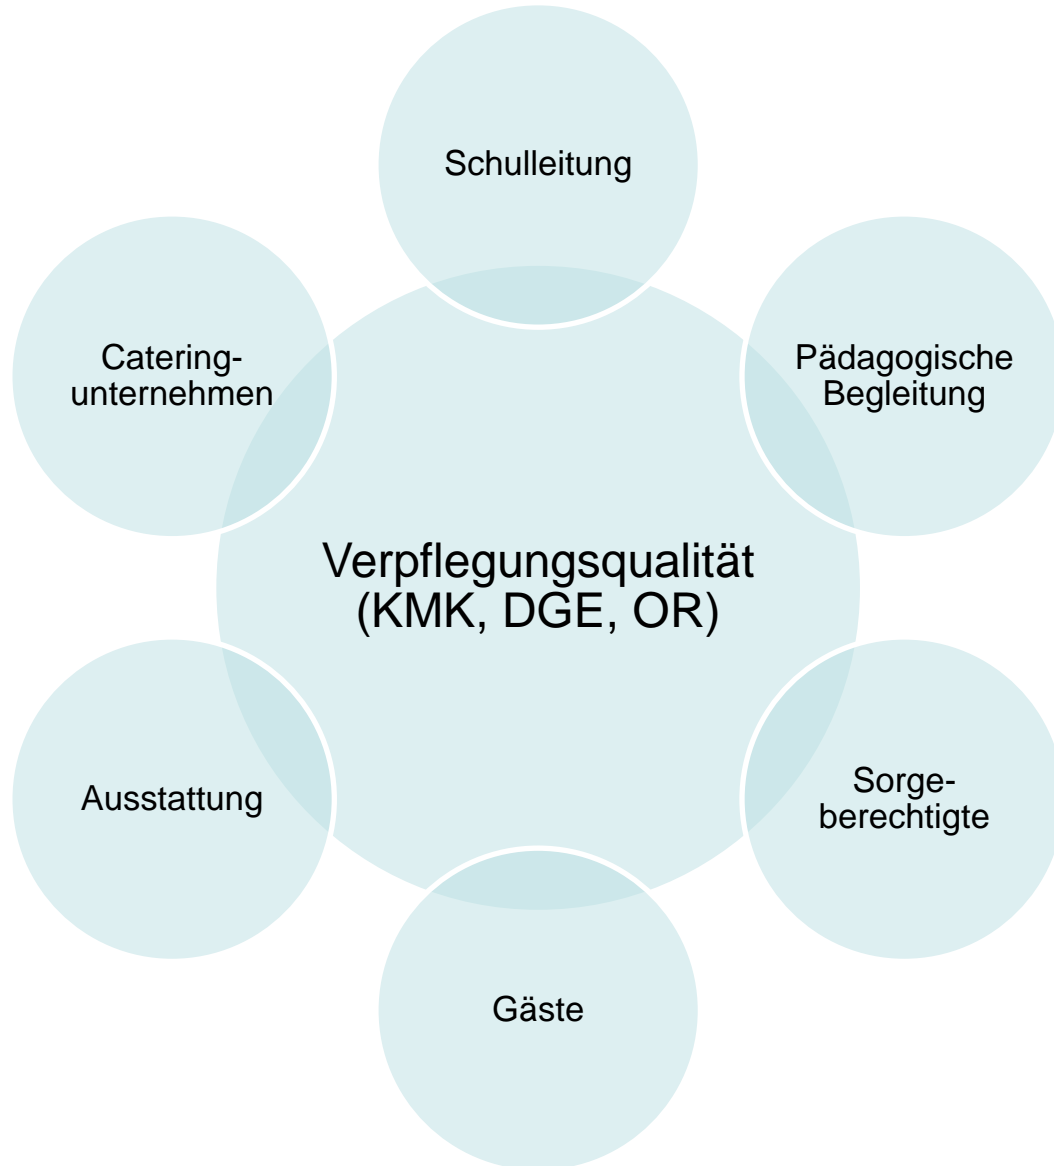 Schulleitung
Catering-
unternehmen
Pädagogische
Begleitung
Verpflegungsqualität
(KMK, DGE, OR)
Ausstattung
Sorge-
berechtigte
Gäste